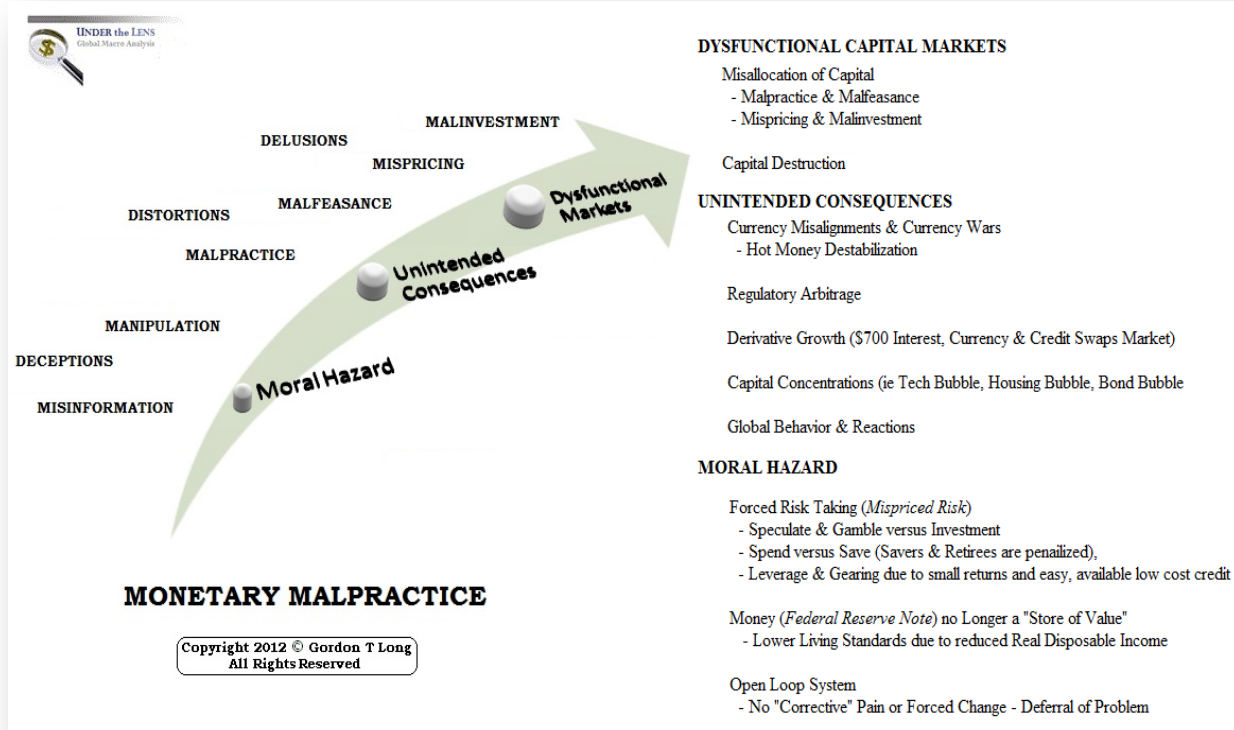 UNDER the LENS
Global Macro Analysis
MALINVESTMENT
DELUSIONS
MISPRICING
MALFEASANCE
DISTORTIONS
MALPRACTICE
MANIPULATION
DECEPTIONS
MISINFORMATION
Dysfunctional
Markets
Unintended
Consequences
Moral Hazard
MONETARY MALPRACTICE
Copyright 2012 © Gordon T Long
All Rights Reserved
DYSFUNCTIONAL CAPITAL MARKETS
Misallocation of Capital
- Malpractice & Malfeasance
- Mispricing & Malinvestment
Capital Destruction
UNINTENDED CONSEQUENCES
Currency Misalignments & Currency Wars
- Hot Money Destabilization
Regulatory Arbitrage
Derivative Growth ($700 Interest, Currency & Credit Swaps Market)
Capital Concentrations (ie Tech Bubble, Housing Bubble, Bond Bubble
Global Behavior & Reactions
MORAL HAZARD
Forced Risk Taking (Mispriced Risk)
- Speculate & Gamble versus Investment
- Spend versus Save (Savers & Retirees are penailized),
- Leverage & Gearing due to small returns and easy, available low cost credit
Money (Federal Reserve Note) no Longer a "Store of Value"
- Lower Living Standards due to reduced Real Disposable Income
Open Loop System
- No "Corrective" Pain or Forced Change - Deferral of Problem